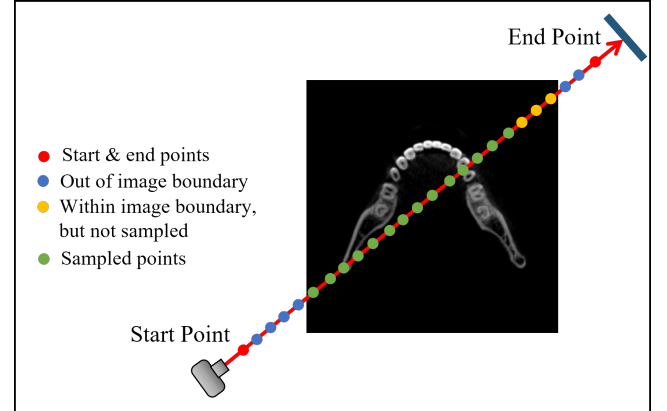 End Point
Start & end points
Out of image boundary
Within image boundary,
but not sampled
Sampled points
Start Point